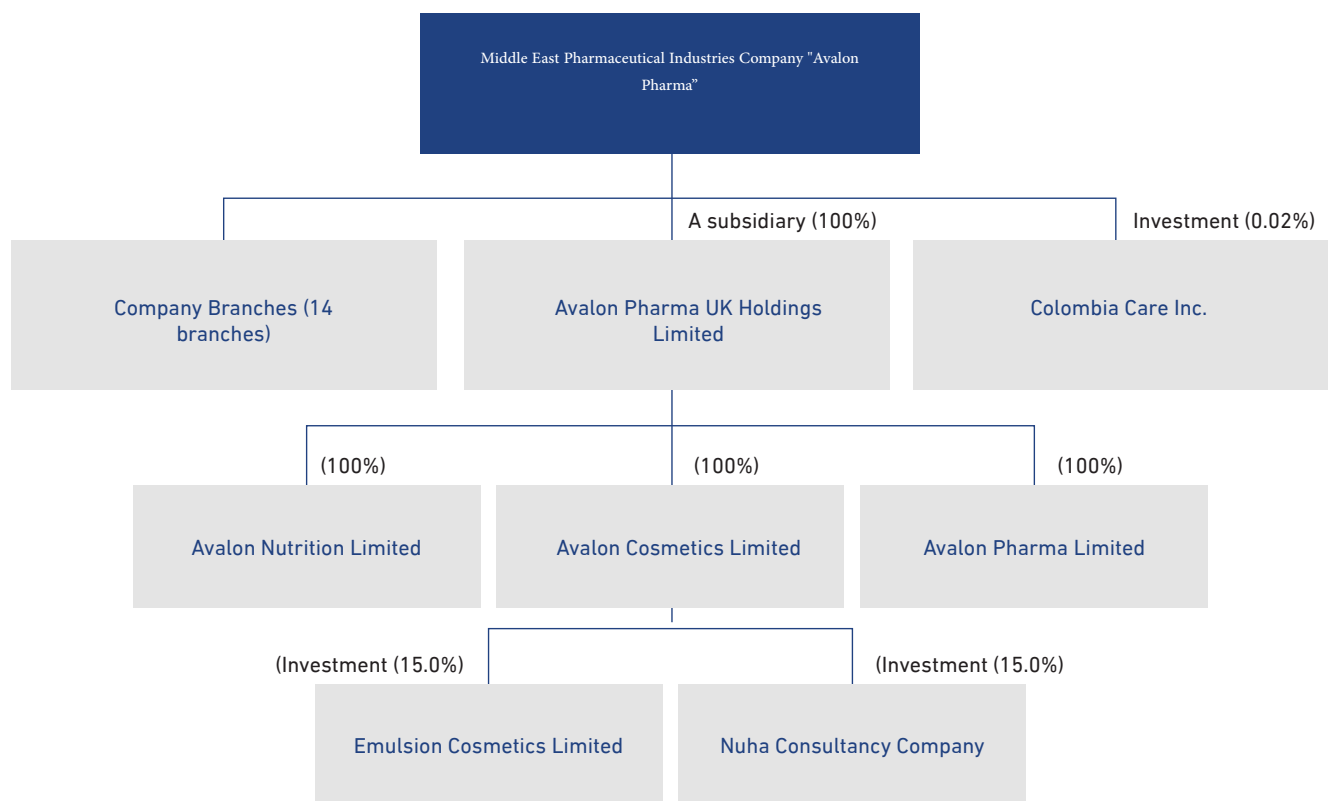 Middle East Pharmaceutical Industries Company "Avalon
Pharma”
A subsidiary (100%)
Investment (0.02%)
Company Branches (14
branches)
Avalon Pharma UK Holdings
Limited
Colombia Care Inc.
(100%)
(100%)
(100%)
Avalon Nutrition Limited
Avalon Cosmetics Limited
Avalon Pharma Limited
(Investment (15.0%)
(Investment (15.0%)
Emulsion Cosmetics Limited
Nuha Consultancy Company